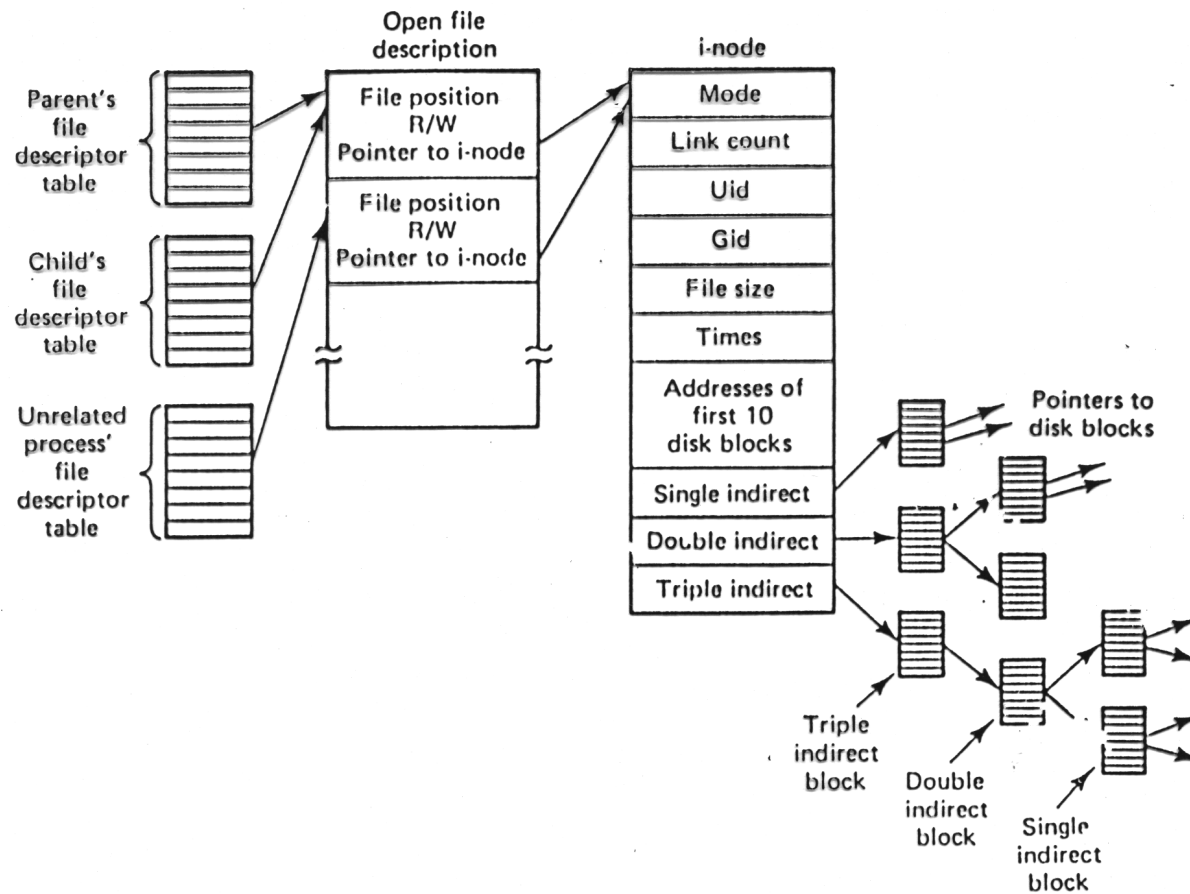 Open file
description
i-node
Parent's
file
descriptor
table
File position
R/W
Pointer to i-node
File position
R/W
Pointer to i-node
Child's
file
descriptor
table
Unrelated
process'
file
descriptor
table
Mode
Link count
Uid
Gid
File size
Times
Addresses of
first 10
disk blocks
Single indirect
Double indirect
Triple indirect
Pointers to
disk blocks
Triple
indirect
block
Double
indirect
block
Single
indirect
block